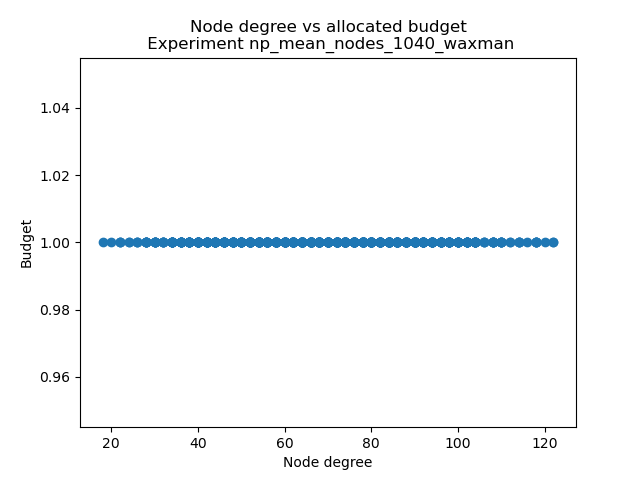 Node degree vs allocated budget
Experiment np_mean_nodes_1040_waxman
1.04
1.02
1.00
0.98
0.96
Budget
20 40 60 80 100 120
Node degree